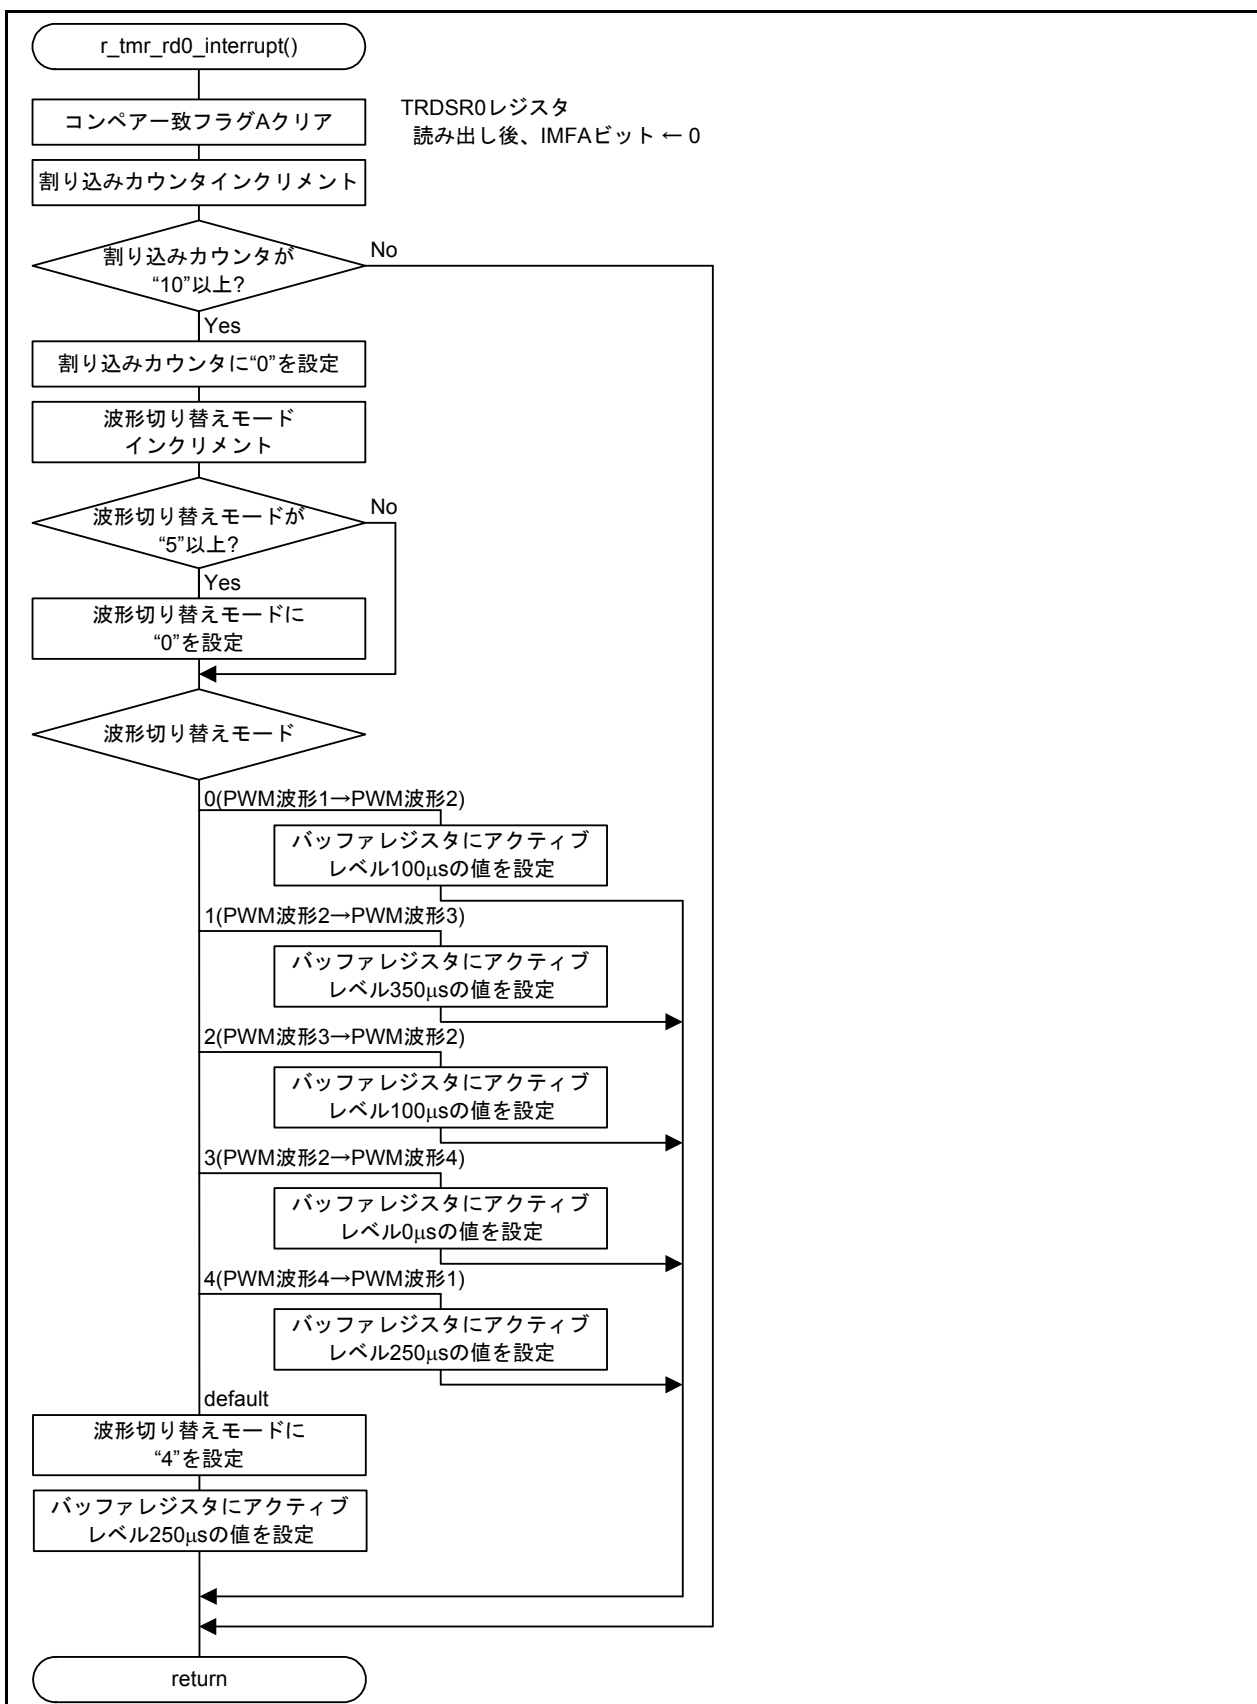 r_tmr_rd0_interrupt()
コンペアー致フラグAクリア
TRDSR0レジスタ
読み出し後、IMFAビット ← 0
割り込みカウンタインクリメント
割り込みカウンタが
“10”以上?
No
Yes
割り込みカウンタに“0”を設定
波形切り替えモード
インクリメント
波形切り替えモードが
“5”以上?
No
Yes
波形切り替えモードに
“0”を設定
波形切り替えモード
0(PWM波形1→PWM波形2)
バッファレジスタにアクティブ
レベル100μsの値を設定
1(PWM波形2→PWM波形3)
バッファレジスタにアクティブ
レベル350μsの値を設定
2(PWM波形3→PWM波形2)
バッファレジスタにアクティブ
レベル100μsの値を設定
3(PWM波形2→PWM波形4)
バッファレジスタにアクティブ
レベル0μsの値を設定
4(PWM波形4→PWM波形1)
バッファレジスタにアクティブ
レベル250μsの値を設定
default
波形切り替えモードに
“4”を設定
バッファレジスタにアクティブ
レベル250μsの値を設定
return